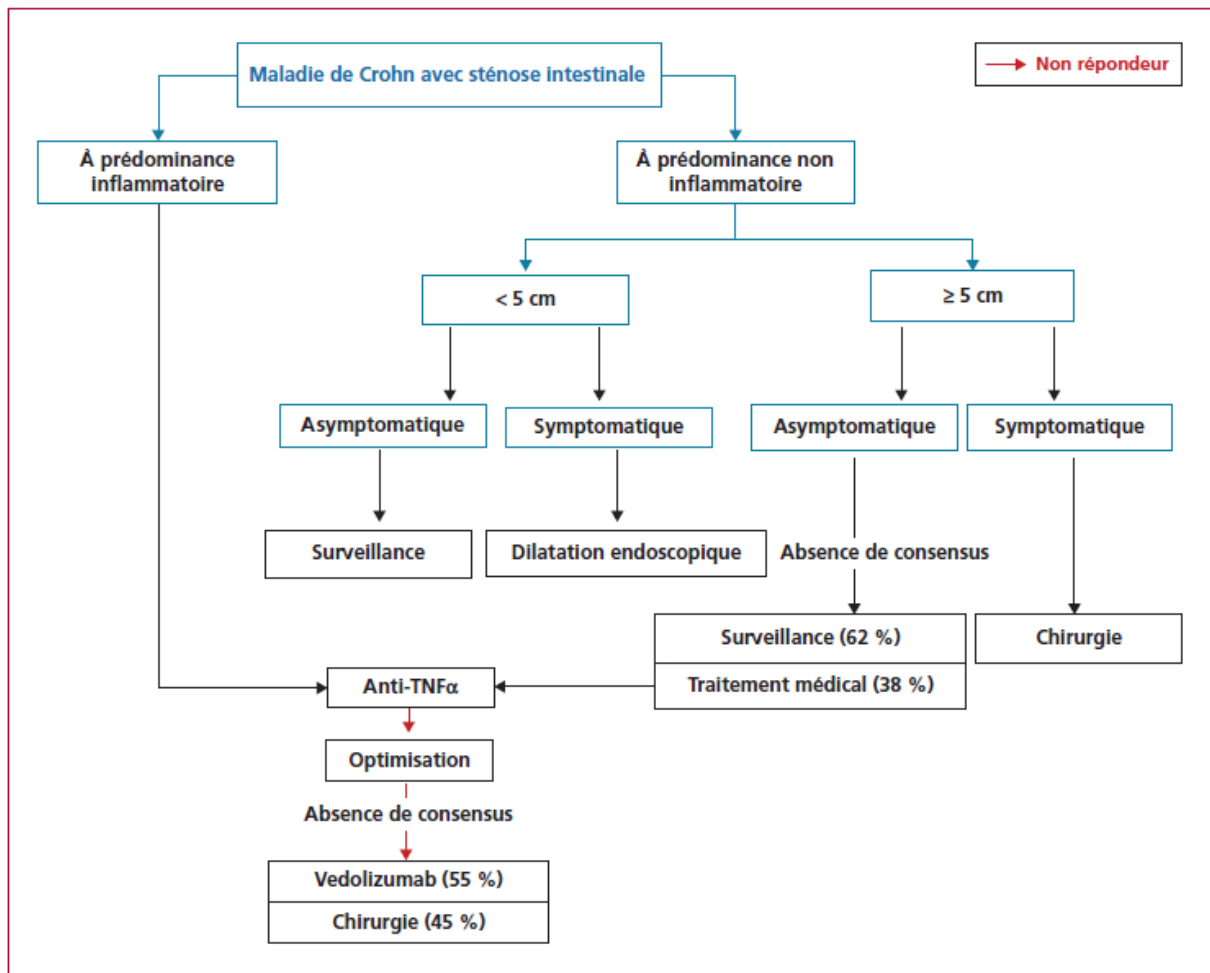 Maladie de Crohn avec sténose intestinale
Non répondeur
À prédominance
inflammatoire
À prédominance non
inflammatoire
< 5 cm
≥ 5 cm
Asymptomatique
Symptomatique
Asymptomatique
Symptomatique
Surveillance
Dilatation endoscopique
Absence de consensus
Surveillance (62 %)
Traitement médical (38 %)
Chirurgie
Anti-TNFα
Optimisation
Absence de consensus
Vedolizumab (55 %)
Chirurgie (45 %)